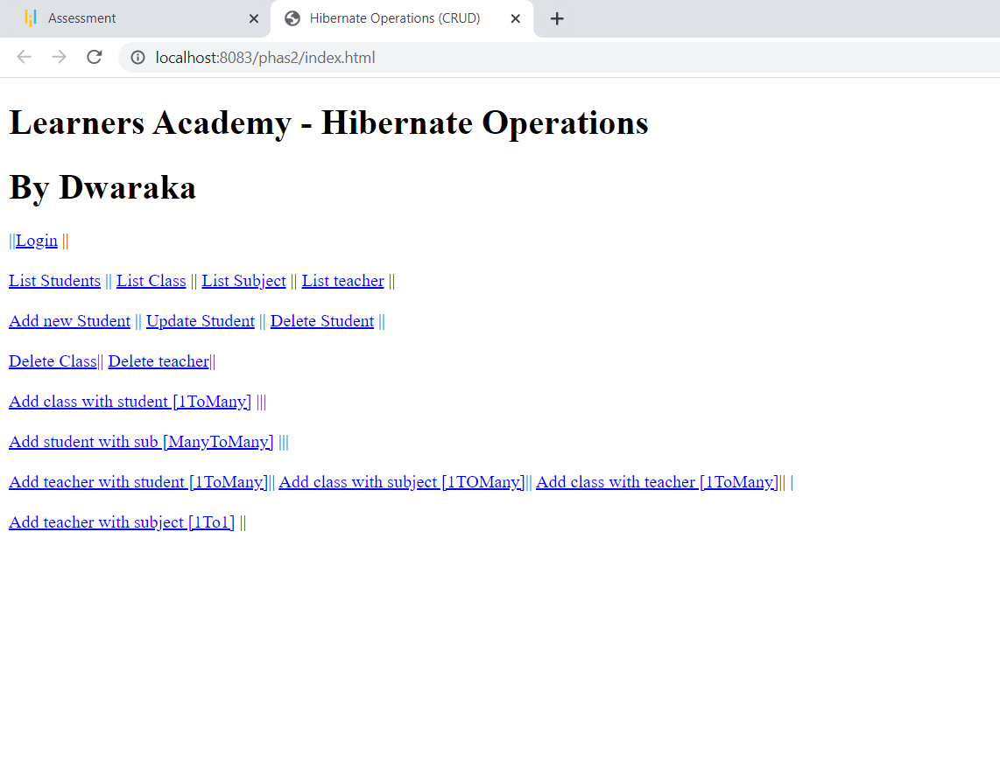 Assessment Hibernate Operations (CRUD)
localhost:8083/phas2/index.html
Learners Academy - Hibernate Operations
By Dwaraka
||Login ||
List Students || List Class || List Subject || List teacher ||
Add new Student || Update Student || Delete Student ||
Delete Class|| Delete teacher||
Add class with student [1ToMany] |||
Add student with sub [ManyToMany] |||
Add teacher with student [1ToMany]|| Add class with subject [1TOMany]|| Add class with teacher [1ToMany]|| |
Add teacher with subject [1To1] ||